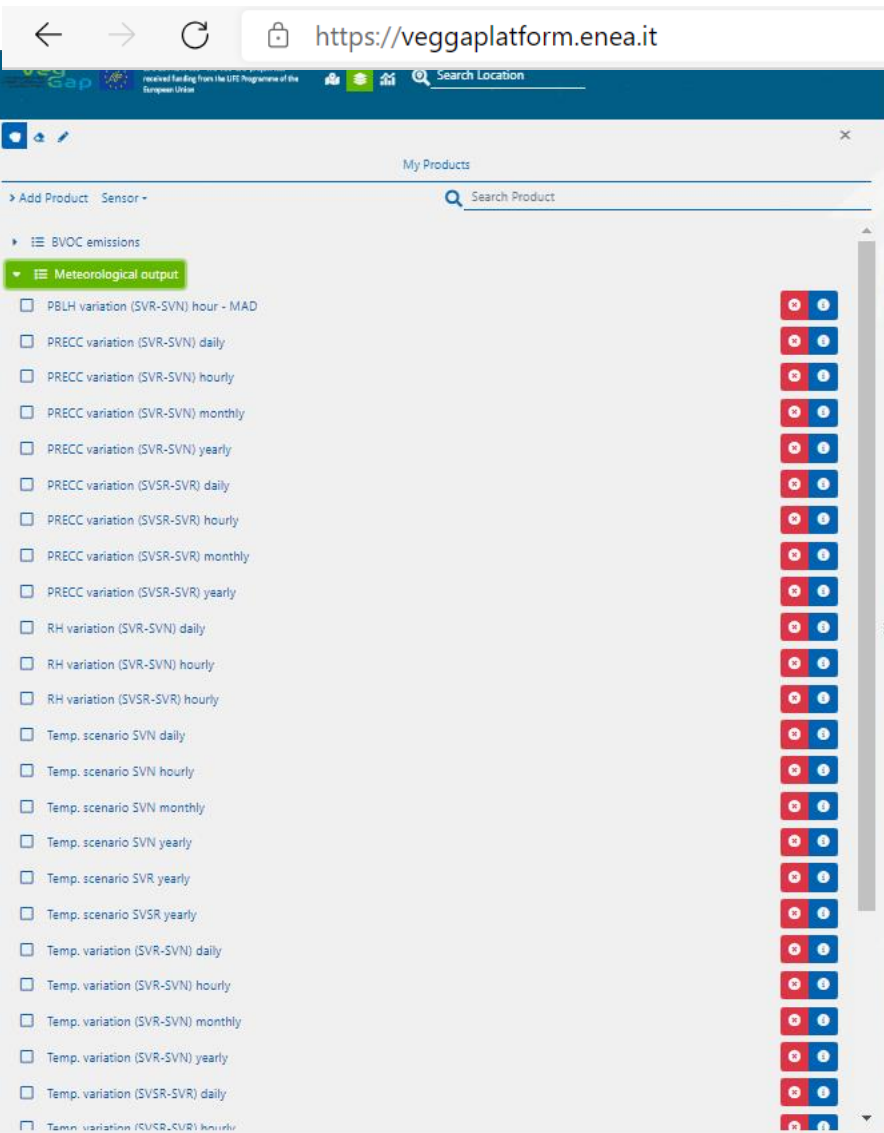 https://veggaplatform.enea.it
Veg
Gap
received funding from the LIFE Programme of the
European Union
Search Location
My Products
Add Product Sensor
Search Product
BVOC emissions
Meteorological output
PBLH variation (SVR-SVN) hour - MAD
PRECC variation (SVR-SVN) daily
PRECC variation (SVR-SVN) hourly
PRECC variation (SVR-SVN) monthly
PRECC variation (SVR-SVN) yearly
PRECC variation (SVSR-SVR) daily
PRECC variation (SVSR-SVR) hourly
PRECC variation (SVSR-SVR) monthly
PRECC variation (SVSR-SVR) yearly
RH variation (SVR-SVN) daily
RH variation (SVR-SVN) hourly
RH variation (SVSR-SVR) hourly
Temp. scenario SVN daily
Temp. scenario SVN hourly
Temp. scenario SVN monthly
Temp. scenario SVN yearly
Temp. scenario SVR yearly
Temp. scenario SVSR yearly
Temp. variation (SVR-SVN) daily
Temp. variation (SVR-SVN) hourly
Temp. variation (SVR-SVN) monthly
Temp. variation (SVR-SVN) yearly
Temp. variation (SVSR-SVR) daily
Temp. variation (SVSR-SVR) hourly